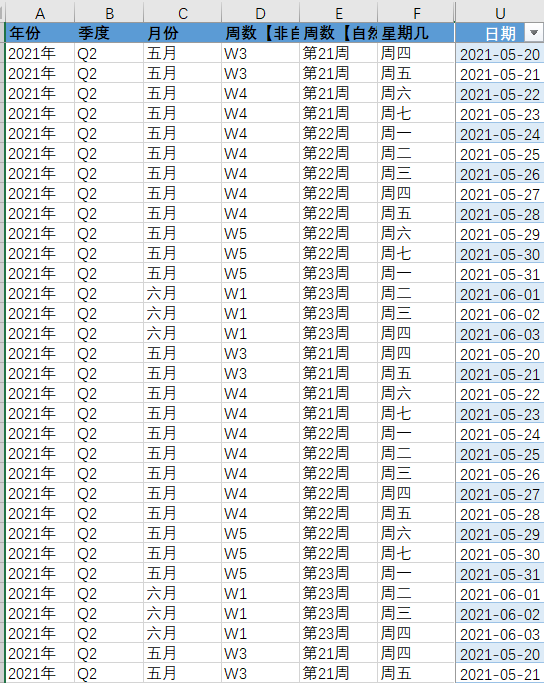 A B C D E F U
年份 季度 月份 周数【非自 周数【自然 星期几 日期
2021年 Q2 五月 W3 第21周 周四 2021-05-20
2021年 Q2 五月 W3 第21周 周五 2021-05-21
2021年 Q2 五月 W4 第21周 周六 2021-05-22
2021年 Q2 五月 W4 第21周 周七 2021-05-23
2021年 Q2 五月 W4 第22周 周一 2021-05-24
2021年 Q2 五月 W4 第22周 周二 2021-05-25
2021年 Q2 五月 W4 第22周 周三 2021-05-26
2021年 Q2 五月 W4 第22周 周四 2021-05-27
2021年 Q2 五月 W4 第22周 周五 2021-05-28
2021年 Q2 五月 W5 第22周 周六 2021-05-29
2021年 Q2 五月 W5 第22周 周七 2021-05-30
2021年 Q2 五月 W5 第23周 周一 2021-05-31
2021年 Q2 六月 W1 第23周 周二 2021-06-01
2021年 Q2 六月 W1 第23周 周三 2021-06-02
2021年 Q2 六月 W1 第23周 周四 2021-06-03
2021年 Q2 五月 W3 第21周 周四 2021-05-20
2021年 Q2 五月 W3 第21周 周五 2021-05-21
2021年 Q2 五月 W4 第21周 周六 2021-05-22
2021年 Q2 五月 W4 第21周 周七 2021-05-23
2021年 Q2 五月 W4 第22周 周一 2021-05-24
2021年 Q2 五月 W4 第22周 周二 2021-05-25
2021年 Q2 五月 W4 第22周 周三 2021-05-26
2021年 Q2 五月 W4 第22周 周四 2021-05-27
2021年 Q2 五月 W4 第22周 周五 2021-05-28
2021年 Q2 五月 W5 第22周 周六 2021-05-29
2021年 Q2 五月 W5 第22周 周七 2021-05-30
2021年 Q2 五月 W5 第23周 周一 2021-05-31
2021年 Q2 六月 W1 第23周 周二 2021-06-01
2021年 Q2 六月 W1 第23周 周三 2021-06-02
2021年 Q2 六月 W1 第23周 周四 2021-06-03
2021年 Q2 五月 W3 第21周 周四 2021-05-20
2021年 Q2 五月 W3 第21周 周五 2021-05-21